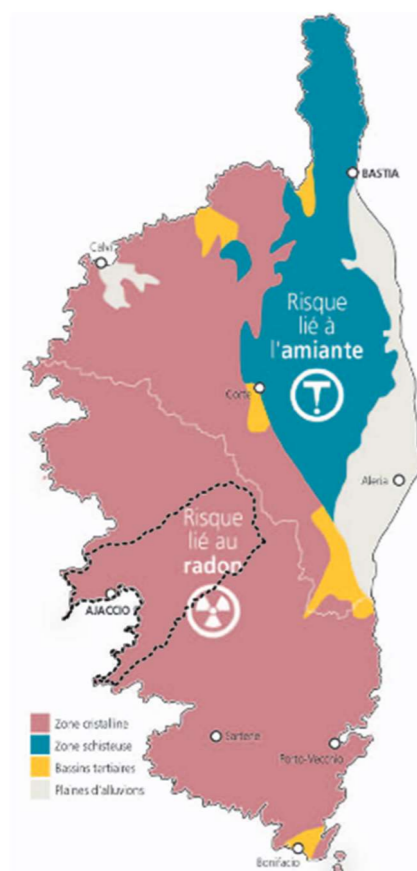 BASTIA
Calvi
Risque
lié à
l'amiante
Corte
Aleria
Risque
lié au
radon
AJACCIO
Zone cristalline
Zone schisteuse
Bassins tertiaires
Plaines d'alluvions
Sartene
Porto-Vecchio
Bonifacio